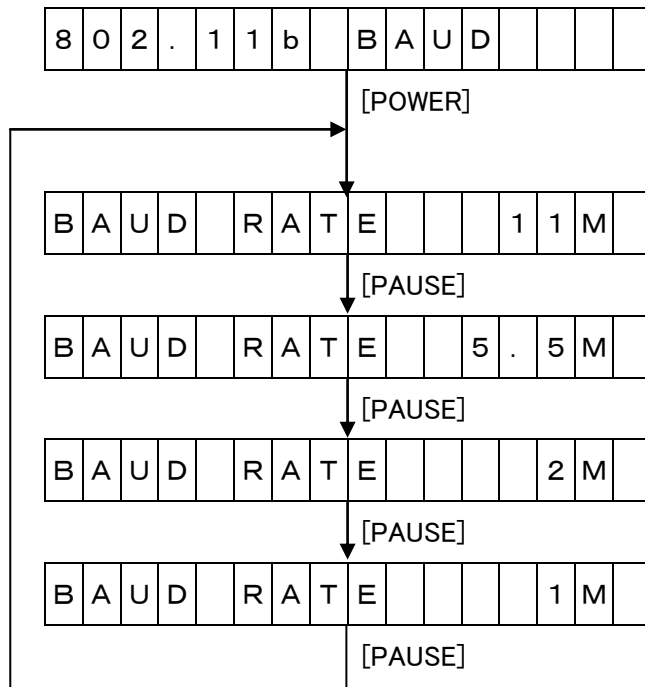 802.11b BAUD
[POWER]
BAUD RATE 11M
[PAUSE]
BAUD RATE 5.5M
[PAUSE]
BAUD RATE 2M
[PAUSE]
BAUD RATE 1M
[PAUSE]